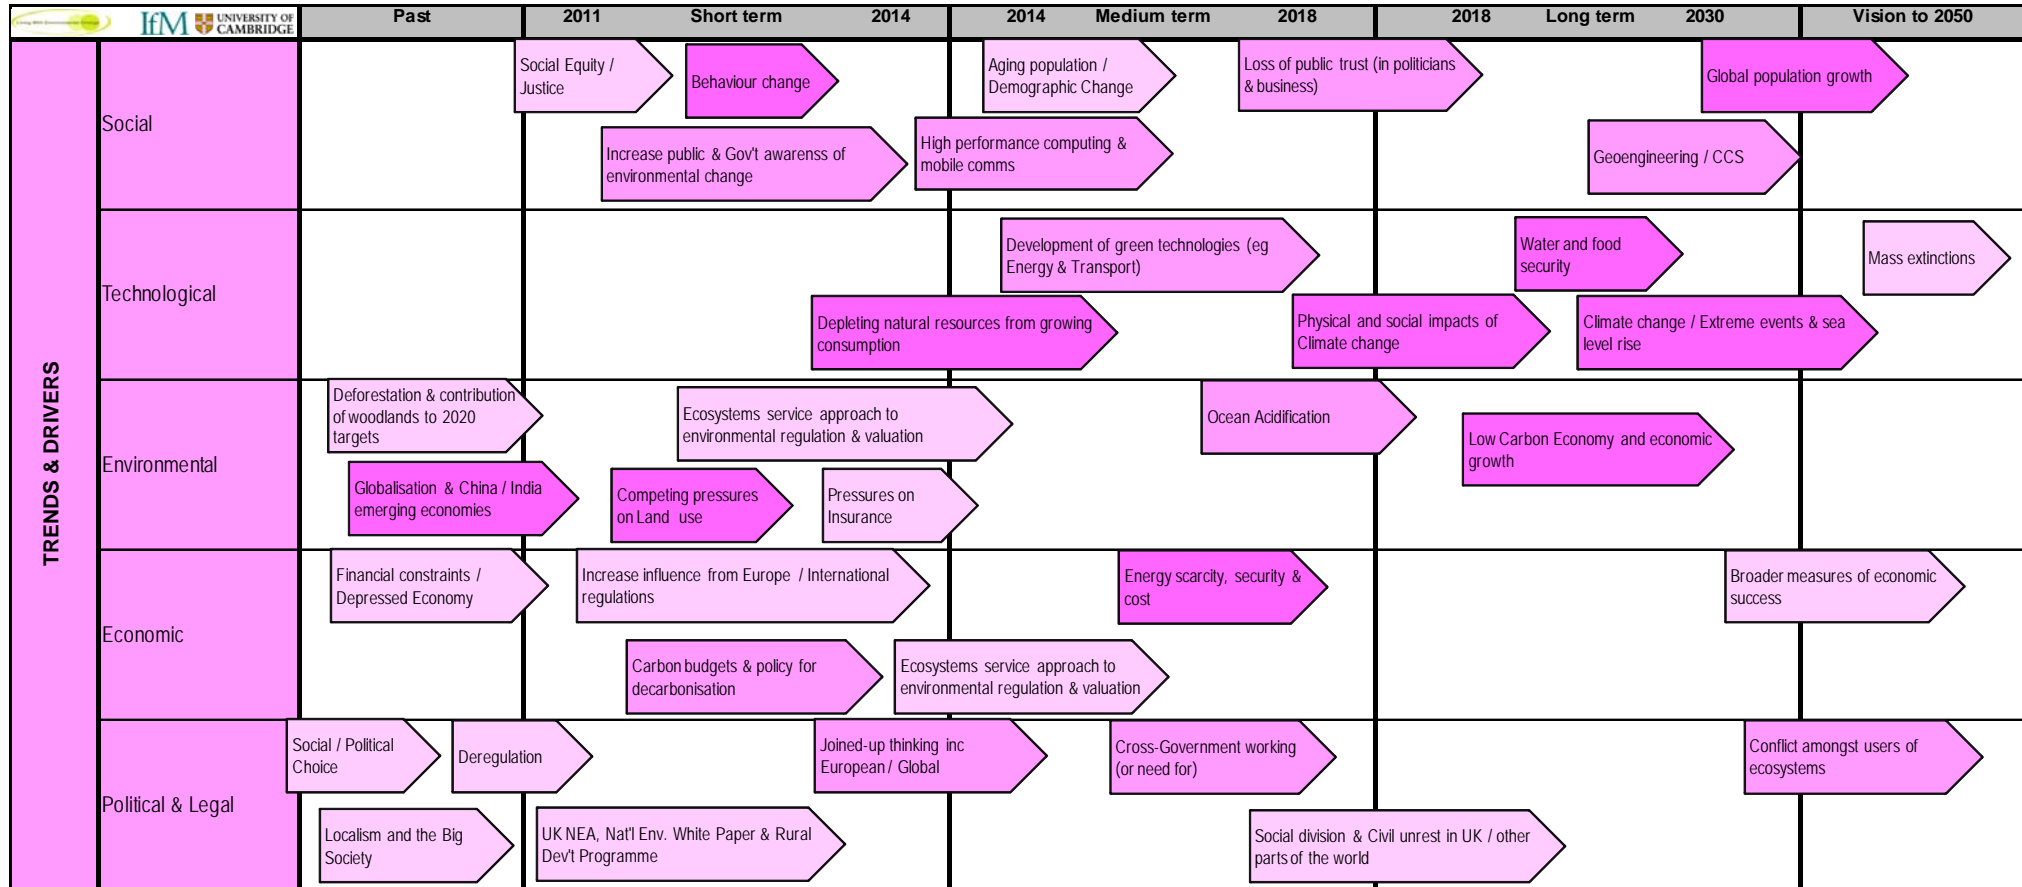 Living With Environmental Change
IfM
UNIVERSITY OF
CAMBRIDGE
Past
2011 Short term 2014
2014 Medium term 2018
2018 Long term 2030
Vision to 2050
TRENDS & DRIVERS
Social
Social Equity /
Justice
Behaviour change
Aging population /
Demographic Change
Loss of public trust (in politicians
& business)
Global population growth
Increase public & Gov't awarenss of
environmental change
High performance computing &
mobile comms
Geoengineering / CCS
Technological
Development of green technologies (eg
Energy & Transport)
Water and food
security
Mass extinctions
Depleting natural resources from growing
consumption
Physical and social impacts of
Climate change
Climate change / Extreme events & sea
level rise
Environmental
Deforestation & contribution
of woodlands to 2020
targets
Ecosystems service approach to
environmental regulation & valuation
Ocean Acidification
Low Carbon Economy and economic
growth
Globalisation & China / India
emerging economies
Competing pressures
on Land use
Pressures on
Insurance
Economic
Financial constraints /
Depressed Economy
Increase influence from Europe / International
regulations
Energy scarcity, security &
cost
Broader measures of economic
success
Carbon budgets & policy for
decarbonisation
Ecosystems service approach to
environmental regulation & valuation
Political & Legal
Social / Political
Choice
Deregulation
Joined-up thinking inc
European / Global
Cross-Government working
(or need for)
Conflict amongst users of
ecosystems
Localism and the Big
Society
UK NEA, Nat'l Env. White Paper & Rural
Dev't Programme
Social division & Civil unrest in UK / other
parts of the world